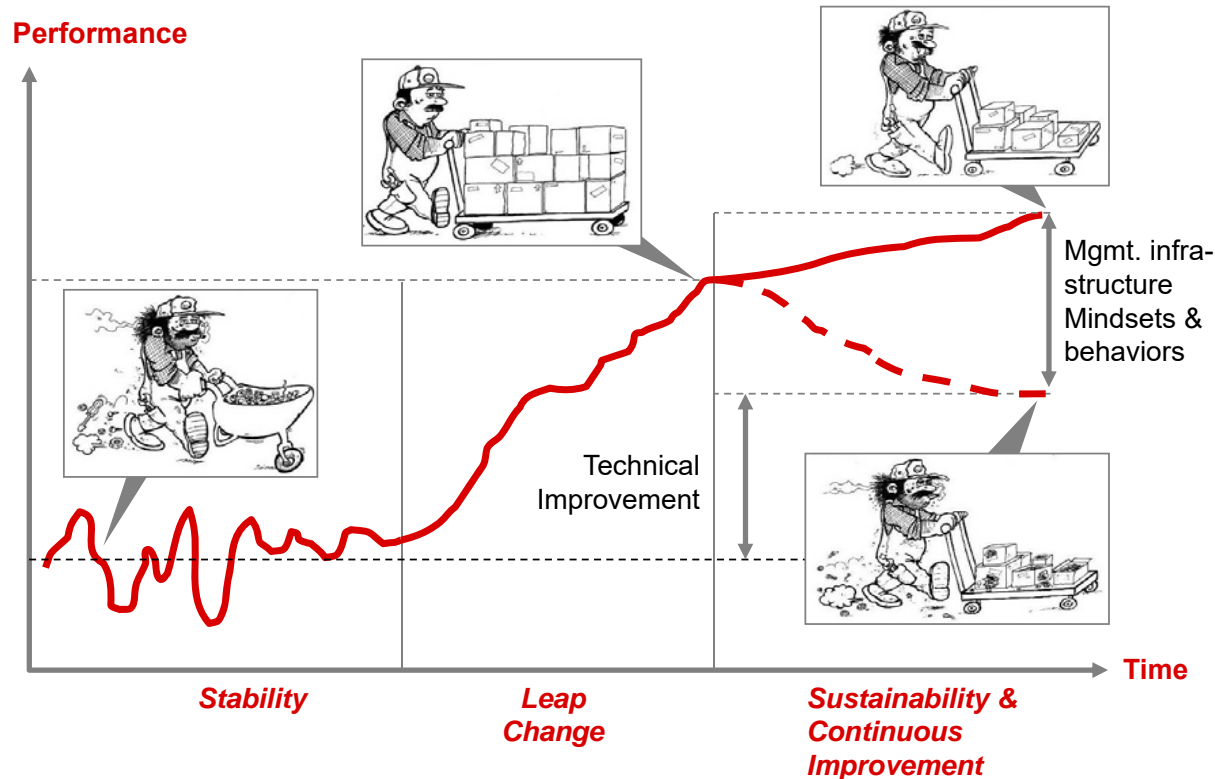 Performance
Mgmt. infra-
structure
Mindsets &
behaviors
Technical
Improvement
Time
Stability
Leap
Change
Sustainability &
Continuous
Improvement